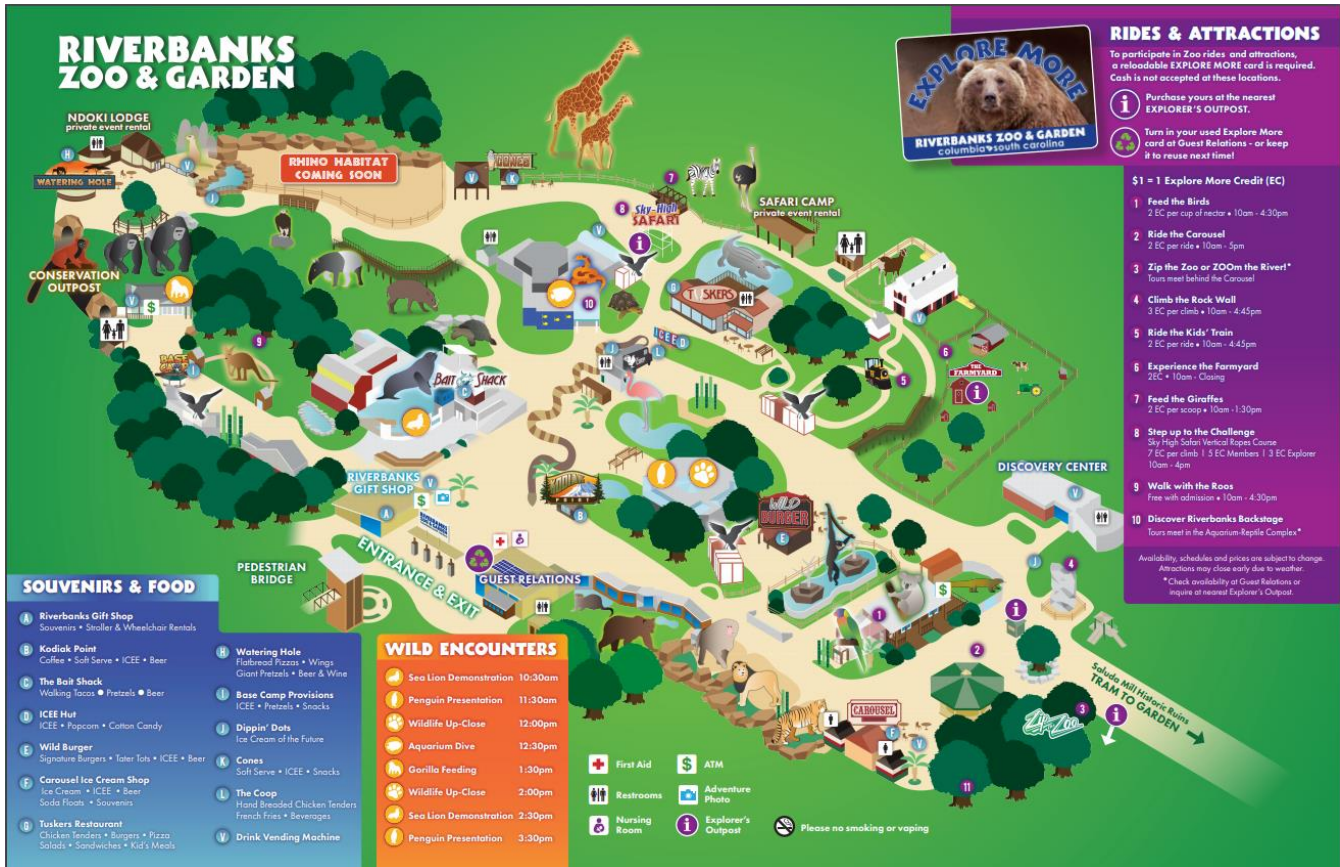 RIVERBANKS
ZOO & GARDEN
NDOKI LODGE
private event rental
H
WATERING HOLE
V
J
RHINO HABITAT
COMING SOON
CONGO
V
K
7
8
Sky-High
SAFARI
i
V
SAFARI CAMP
private event rental
CONSERVATION
OUTPOST
V
$
9
I
10
G
TUSKERS
V
ICEE
D
J
L
BAIT SHACK
C
5
6
THE
FARMYARD
i
RIVERBANKS
GIFT SHOP
V
A
$
B
WILD
BURGER
E
DISCOVERY CENTER
V
J
4
PEDESTRIAN
BRIDGE
ENTRANCE & EXIT
GUEST RELATIONS
1
$
i
2
CAROUSEL
F
V
Zip the Zoo
3
i
11
Saluda Mill Historic Ruins
TRAM TO GARDEN
EXPLORE MORE
RIVERBANKS ZOO & GARDEN
columbia south carolina
RIDES & ATTRACTIONS
To participate in Zoo rides and attractions,
a reloadable EXPLORE MORE card is required.
Cash is not accepted at these locations.
i
Purchase yours at the nearest
EXPLORER'S OUTPOST.
Turn in your used Explore More
card at Guest Relations - or keep
it to reuse next time!
$1 = 1 Explore More Credit (EC)
1 Feed the Birds
2 EC per cup of nectar • 10am - 4:30pm
2 Ride the Carousel
2 EC per ride • 10am - 5pm
3 Zip the Zoo or ZOOm the River!*
Tours meet behind the Carousel
4 Climb the Rock Wall
3 EC per climb • 10am - 4:45pm
5 Ride the Kids' Train
2 EC per ride • 10am - 4:45pm
6 Experience the Farmyard
2EC • 10am - Closing
7 Feed the Giraffes
2 EC per scoop • 10am -1:30pm
8 Step up to the Challenge
Sky High Safari Vertical Ropes Course
7 EC per climb | 5 EC Members | 3 EC Explorer
10am - 4pm
9 Walk with the Roos
Free with admission • 10am - 4:30pm
10 Discover Riverbanks Backstage
Tours meet in the Aquarium-Reptile Complex*
Availability, schedules and prices are subject to change.
Attractions may close early due to weather.
*Check availability at Guest Relations or
inquire at nearest Explorer's Outpost.
SOUVENIRS & FOOD
A Riverbanks Gift Shop
Souvenirs • Stroller & Wheelchair Rentals
B Kodiak Point
Coffee • Soft Serve • ICEE • Beer
C The Bait Shack
Walking Tacos ● Pretzels ● Beer
D ICEE Hut
ICEE • Popcorn • Cotton Candy
E Wild Burger
Signature Burgers • Tater Tots • ICEE • Beer
F Carousel Ice Cream Shop
Ice Cream • ICEE • Beer
Soda Floats • Souvenirs
G Tuskers Restaurant
Chicken Tenders • Burgers • Pizza
Salads • Sandwiches • Kid's Meals
H Watering Hole
Flatbread Pizzas • Wings
Giant Pretzels • Beer & Wine
I Base Camp Provisions
ICEE • Pretzels • Snacks
J Dippin' Dots
Ice Cream of the Future
K Cones
Soft Serve • ICEE • Snacks
L The Coop
Hand Breaded Chicken Tenders
French Fries • Beverages
V Drink Vending Machine
WILD ENCOUNTERS
Sea Lion Demonstration 10:30am
Penguin Presentation 11:30am
Wildlife Up-Close 12:00pm
Aquarium Dive 12:30pm
Gorilla Feeding 1:30pm
Wildlife Up-Close 2:00pm
Sea Lion Demonstration 2:30pm
Penguin Presentation 3:30pm
First Aid
$ ATM
Restrooms
Adventure
Photo
Nursing
Room
i Explorer's
Outpost
Please no smoking or vaping